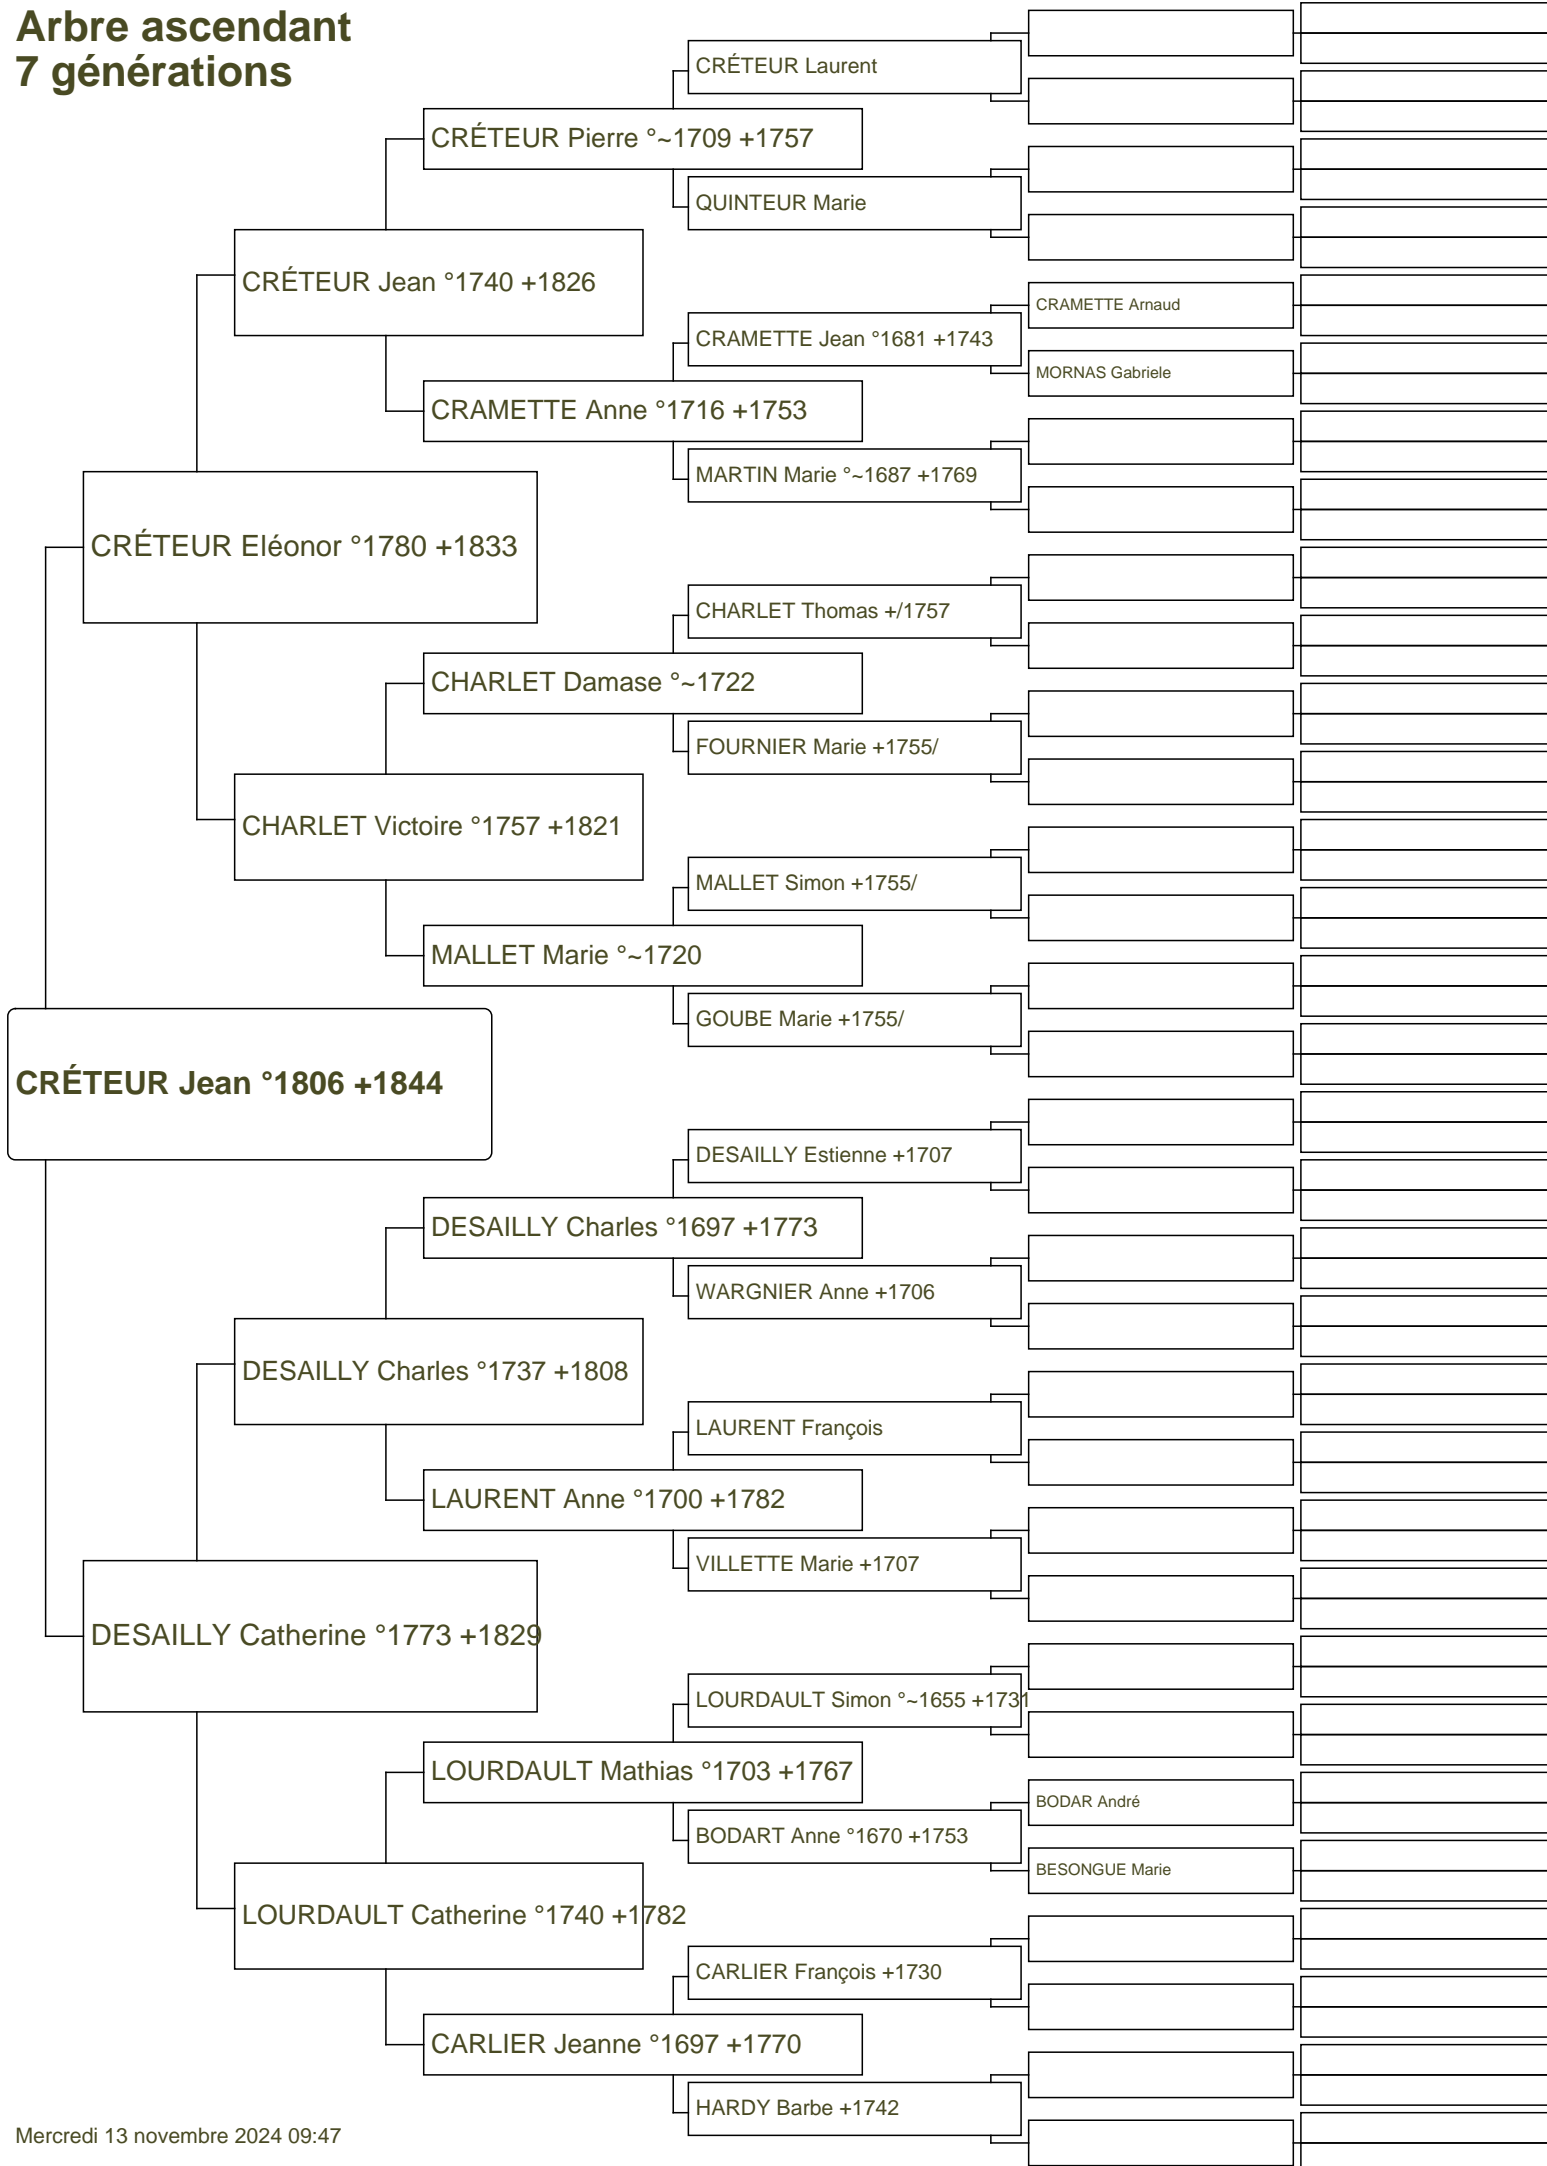 Arbre ascendant
7 générations
CRÉTEUR Laurent
CRÉTEUR Pierre °~1709 +1757
QUINTEUR Marie
CRÉTEUR Jean °1740 +1826
CRAMETTE Arnaud
CRAMETTE Jean °1681 +1743
MORNAS Gabriele
CRAMETTE Anne °1716 +1753
MARTIN Marie °~1687 +1769
CRÉTEUR Eléonor °1780 +1833
CHARLET Thomas +/1757
CHARLET Damase °~1722
FOURNIER Marie +1755/
CHARLET Victoire °1757 +1821
MALLET Simon +1755/
MALLET Marie °~1720
GOUBE Marie +1755/
CRÉTEUR Jean °1806 +1844
DESAILLY Estienne +1707
DESAILLY Charles °1697 +1773
WARGNIER Anne +1706
DESAILLY Charles °1737 +1808
LAURENT François
LAURENT Anne °1700 +1782
VILLETTE Marie +1707
DESAILLY Catherine °1773 +1829
LOURDAULT Simon °~1655 +1731
LOURDAULT Mathias °1703 +1767
BODAR André
BODART Anne °1670 +1753
BESONGUE Marie
LOURDAULT Catherine °1740 +1782
CARLIER François +1730
CARLIER Jeanne °1697 +1770
HARDY Barbe +1742
Mercredi 13 novembre 2024 09:47